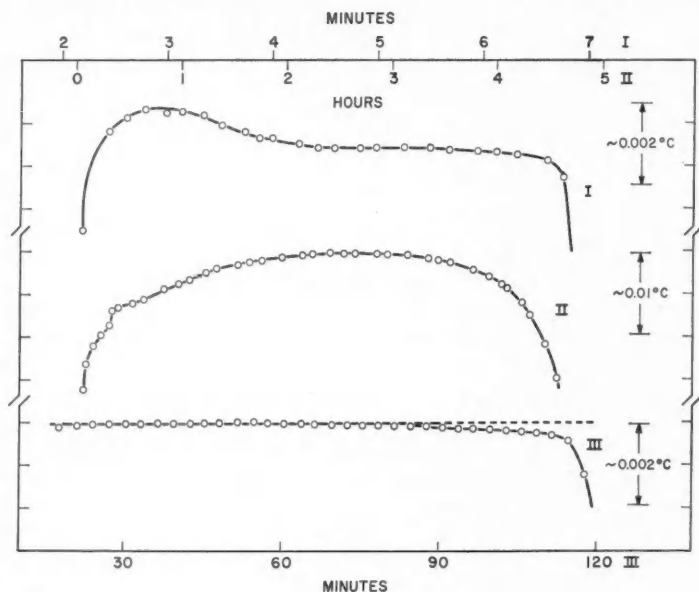 MINUTES
2 3 4 5 6 7 I
0 1 2 3 4 5 II
HOURS
~0.002°C
I
~0.01°C
II
III
~0.002°C
30 60 90 120 III
MINUTES